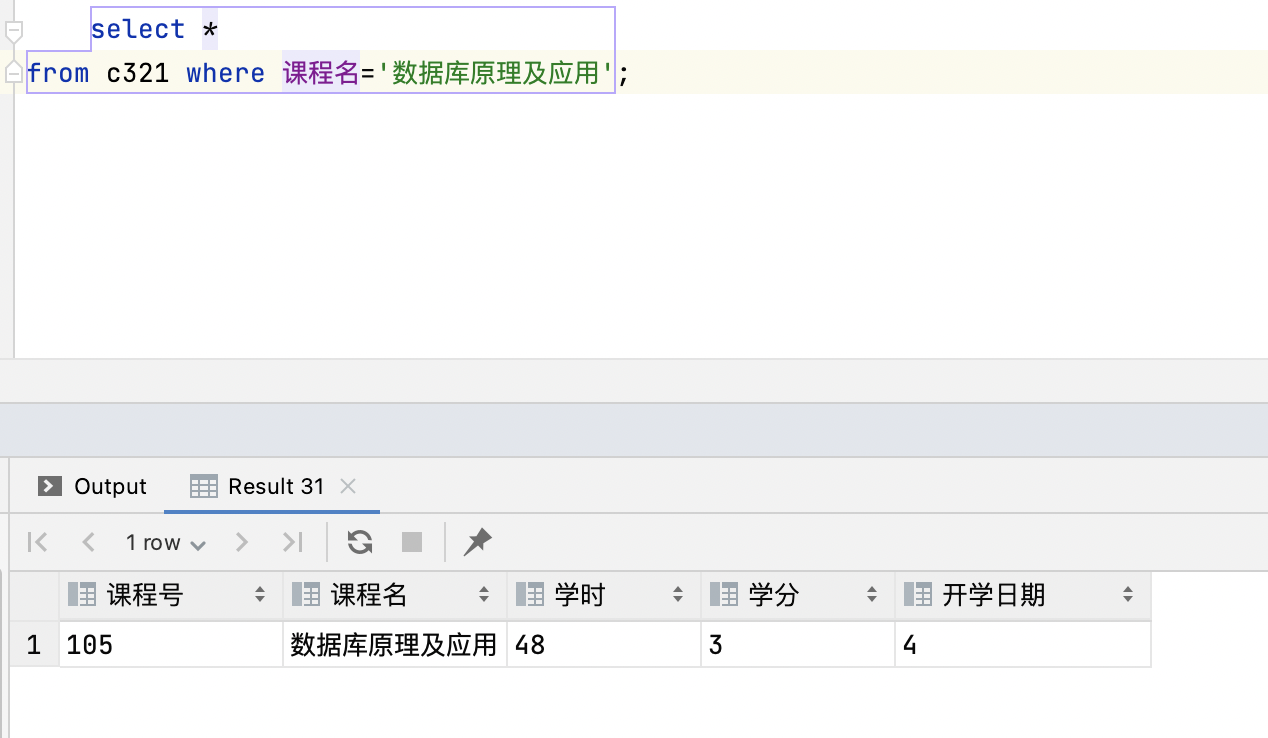 select *
from c321 where 课程名='数据库原理及应用';
Output Result 31
1 row
课程号 课程名 学时 学分 开学日期
1 105 数据库原理及应用 48 3 4